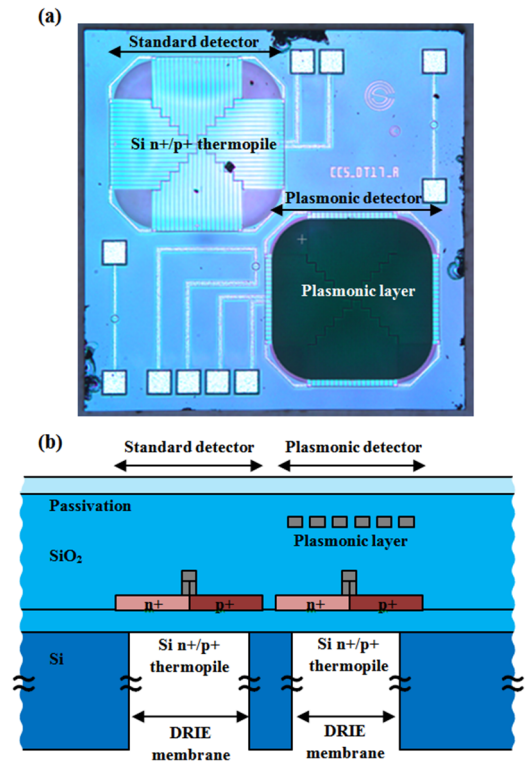 (a)
Standard detector
Si n+/p+ thermopile
CCS_DT17_A
Plasmonic detector
Plasmonic layer
(b)
Standard detector
Plasmonic detector
Passivation
Plasmonic layer
SiO2
n+
p+
n+
p+
Si
Si n+/p+
thermopile
Si n+/p+
thermopile
DRIE
membrane
DRIE
membrane